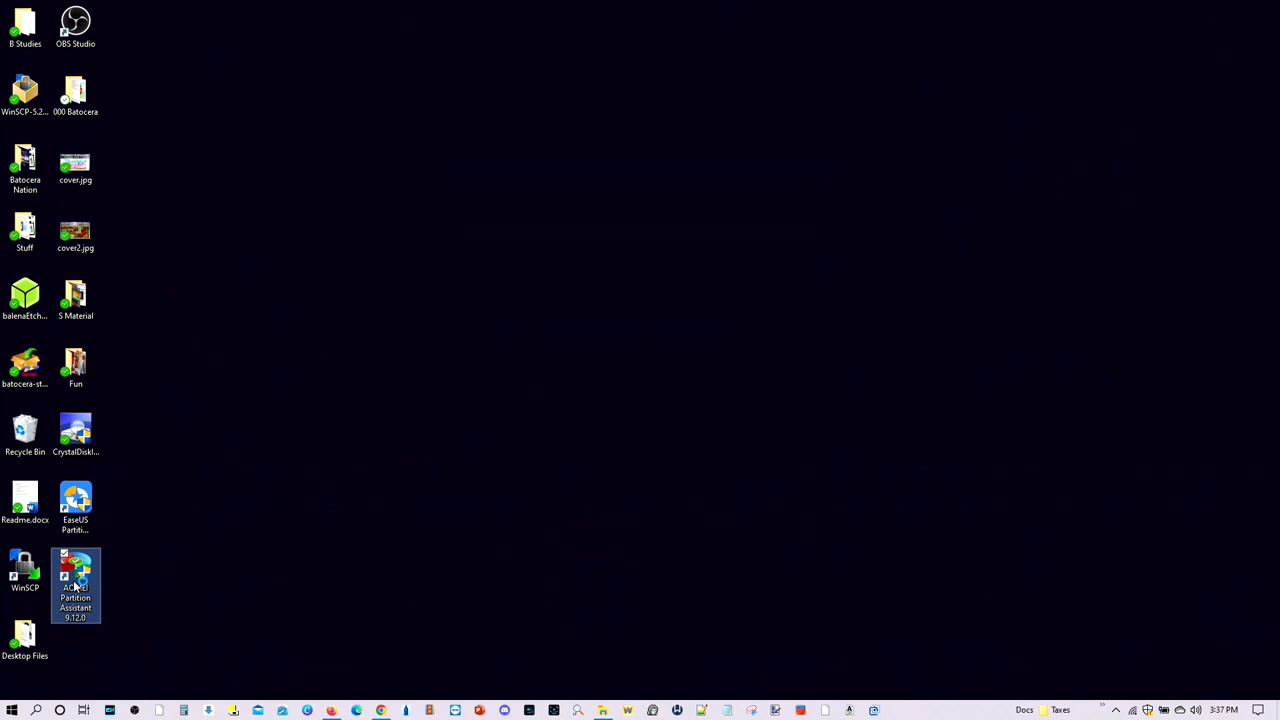 B Studies
OBS Studio
WinSCP-5.2...
000 Batocera
Batocera
Nation
cover.jpg
Stuff
cover2.jpg
balenaEtch...
S Material
batocera-st...
Fun
Recycle Bin
CrystalDiskI...
Readme.docx
EaseUS
Partiti...
WinSCP
Partition
Assistant
9.12.0
Desktop Files
Docs
Taxes
3:37 PM